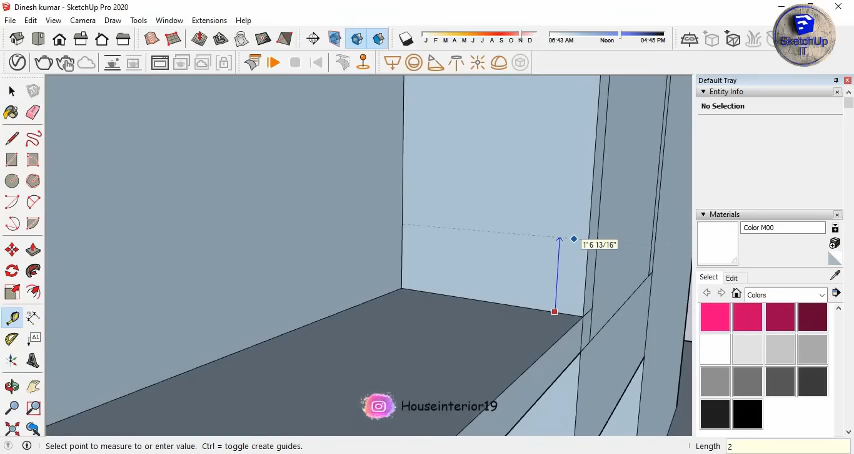 Dinesh kumar - SketchUp Pro 2020
File Edit View Camera Draw Tools Window Extensions Help
J F M A M J J A S O N D
06:43 AM Noon 04:45 PM
SketchUp
IT
Default Tray
Entity Info
No Selection
Materials
Color M00
Select Edit
Colors
A1
1' 6 13/16"
Houseinterior19
Select point to measure to or enter value. Ctrl = toggle create guides.
Length 2